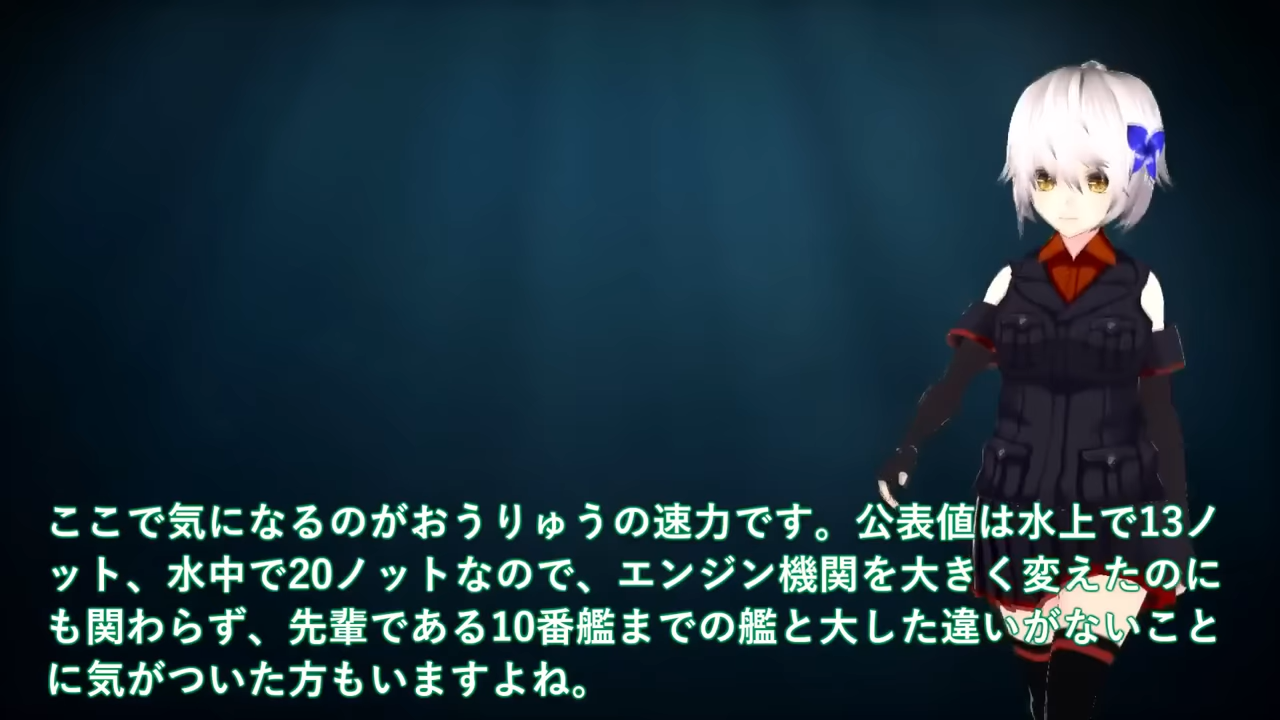 ここで気になるのがおうりゅうの速力です。公表値は水上で13ノ
ット、水中で20ノットなので、エンジン機関を大きく変えたのに
も関わらず、先輩である10番艦までの艦と大した違いがないこと
に気がついた方もいますよね。